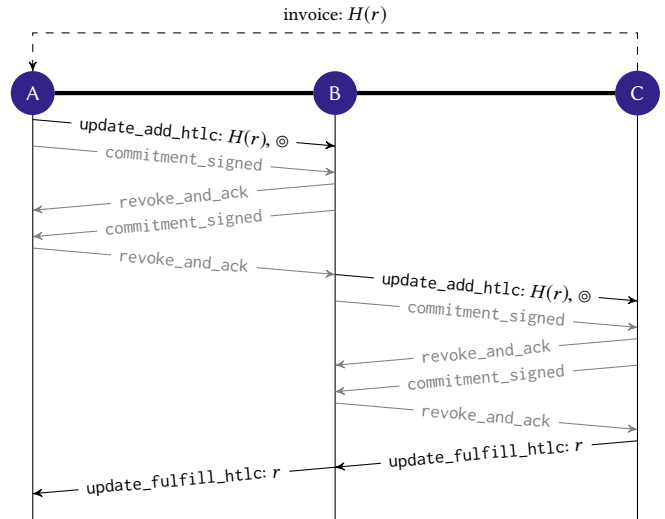 invoice: H(r)
A
B
C
update_add_htlc: H(r), ⊚
commitment_signed
revoke_and_ack
commitment_signed
revoke_and_ack
update_add_htlc: H(r), ⊚
commitment_signed
revoke_and_ack
commitment_signed
revoke_and_ack
update_fulfill_htlc: r
update_fulfill_htlc: r